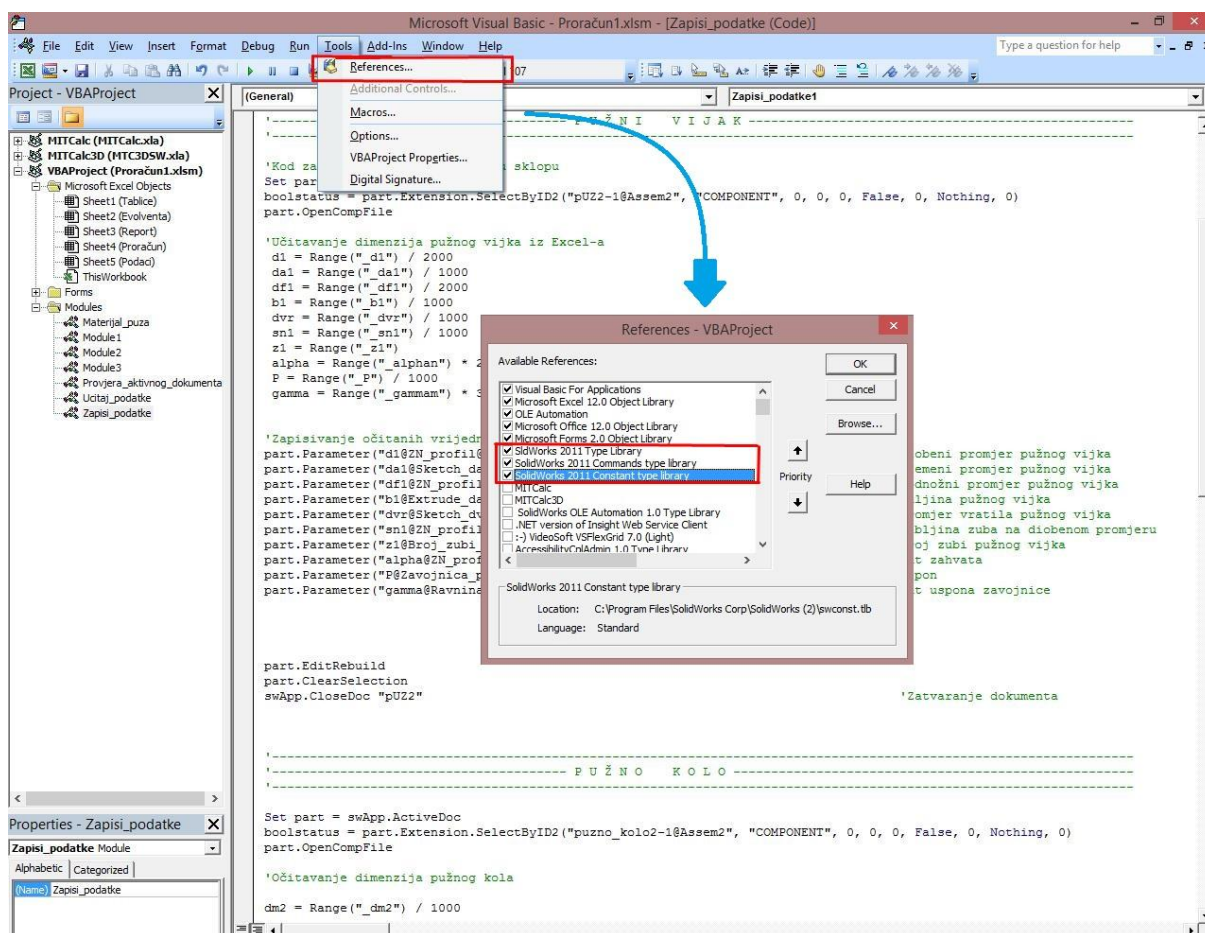 Microsoft Visual Basic - Proračun1.xlsm - [Zapisi_podatke (Code)]
File Edit View Insert Format Debug Run Tools Add-Ins Window Help
Type a question for help
References...
Additional Controls...
Macros...
Options...
VBAProject Properties...
Digital Signature...
Project - VBAProject
MITCalc (MITCalc.xla)
MITCalc3D (MTC3DSW.xla)
VBAProject (Proračun1.xlsm)
Microsoft Excel Objects
Sheet1 (Tablice)
Sheet2 (Evolventa)
Sheet3 (Report)
Sheet4 (Proračun)
Sheet5 (Podaci)
ThisWorkbook
Forms
Modules
Materijal_puza
Module1
Module2
Module3
Provjera_aktivnog_dokumenta
Ucitaj_podatke
Zapisi_podatke
Properties - Zapisi_podatke
Zapisi_podatke Module
Alphabetic Categorized
(Name) Zapisi_podatke
(General)
Zapisi_podatke1
P U Ž N I V I J A K
'Kod za sklopu
Set par
boolstatus = part.Extension.SelectByID2("pUZ2-1@Assem2", "COMPONENT", 0, 0, 0, False, 0, Nothing, 0)
part.OpenCompFile
'Učitavanje dimenzija pužnog vijka iz Excel-a
d1 = Range("_d1") / 2000
da1 = Range("_da1") / 1000
df1 = Range("_df1") / 2000
b1 = Range("_b1") / 1000
dvr = Range("_dvr") / 1000
sn1 = Range("_sn1") / 1000
z1 = Range("_z1")
alpha = Range("_alphan") * 2
P = Range("_P") / 1000
gamma = Range("_gammam") * 3
'Zapisivanje očitanih vrijedn
part.Parameter("d1@ZN_profil@ obeni promjer pužnog vijka
part.Parameter("da1@Sketch_da emeni promjer pužnog vijka
part.Parameter("df1@ZN_profil dnožni promjer pužnog vijka
part.Parameter("b1@Extrude_da ljina pužnog vijka
part.Parameter("dvr@Sketch_dv omjer vratila pužnog vijka
part.Parameter("sn1@ZN_profil bljina zuba na diobenom promjeru
part.Parameter("z1@Broj_zubi_ oj zubi pužnog vijka
part.Parameter("alpha@ZN_prof t zahvata
part.Parameter("P@Zavojnica_p pon
part.Parameter("gamma@Ravnina t uspona zavojnice
part.EditRebuild
part.ClearSelection
swApp.CloseDoc "pUZ2" 'Zatvaranje dokumenta
P U Ž N O K O L O
Set part = swApp.ActiveDoc
boolstatus = part.Extension.SelectByID2("puzno_kolo2-1@Assem2", "COMPONENT", 0, 0, 0, False, 0, Nothing, 0)
part.OpenCompFile
'Očitavanje dimenzija pužnog kola
dm2 = Range("_dm2") / 1000
References - VBAProject
Available References:
Visual Basic For Applications
Microsoft Excel 12.0 Object Library
OLE Automation
Microsoft Office 12.0 Object Library
Microsoft Forms 2.0 Object Library
SldWorks 2011 Type Library
SolidWorks 2011 Commands type library
SolidWorks 2011 Constant type library
MITCalc
MITCalc3D
SolidWorks OLE Automation 1.0 Type Library
.NET version of Insight Web Service Client
:-) VideoSoft VSFlexGrid 7.0 (Light)
AccessibilityCplAdmin 1.0 Type Library
OK
Cancel
Browse...
Priority
Help
SolidWorks 2011 Constant type library
Location: C:\Program Files\SolidWorks Corp\SolidWorks (2)\swconst.tlb
Language: Standard